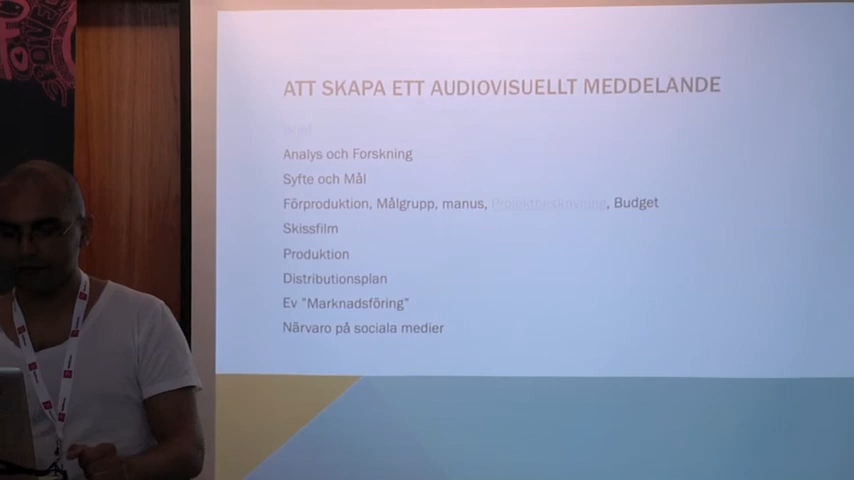 ATT SKAPA ETT AUDIOVISUELLT MEDDELANDE
Brief
Analys och Forskning
Syfte och Mål
Förproduktion, Målgrupp, manus, Projektbeskrivning, Budget
Skissfilm
Produktion
Distributionsplan
Ev "Marknadsföring"
Närvaro på sociala medier